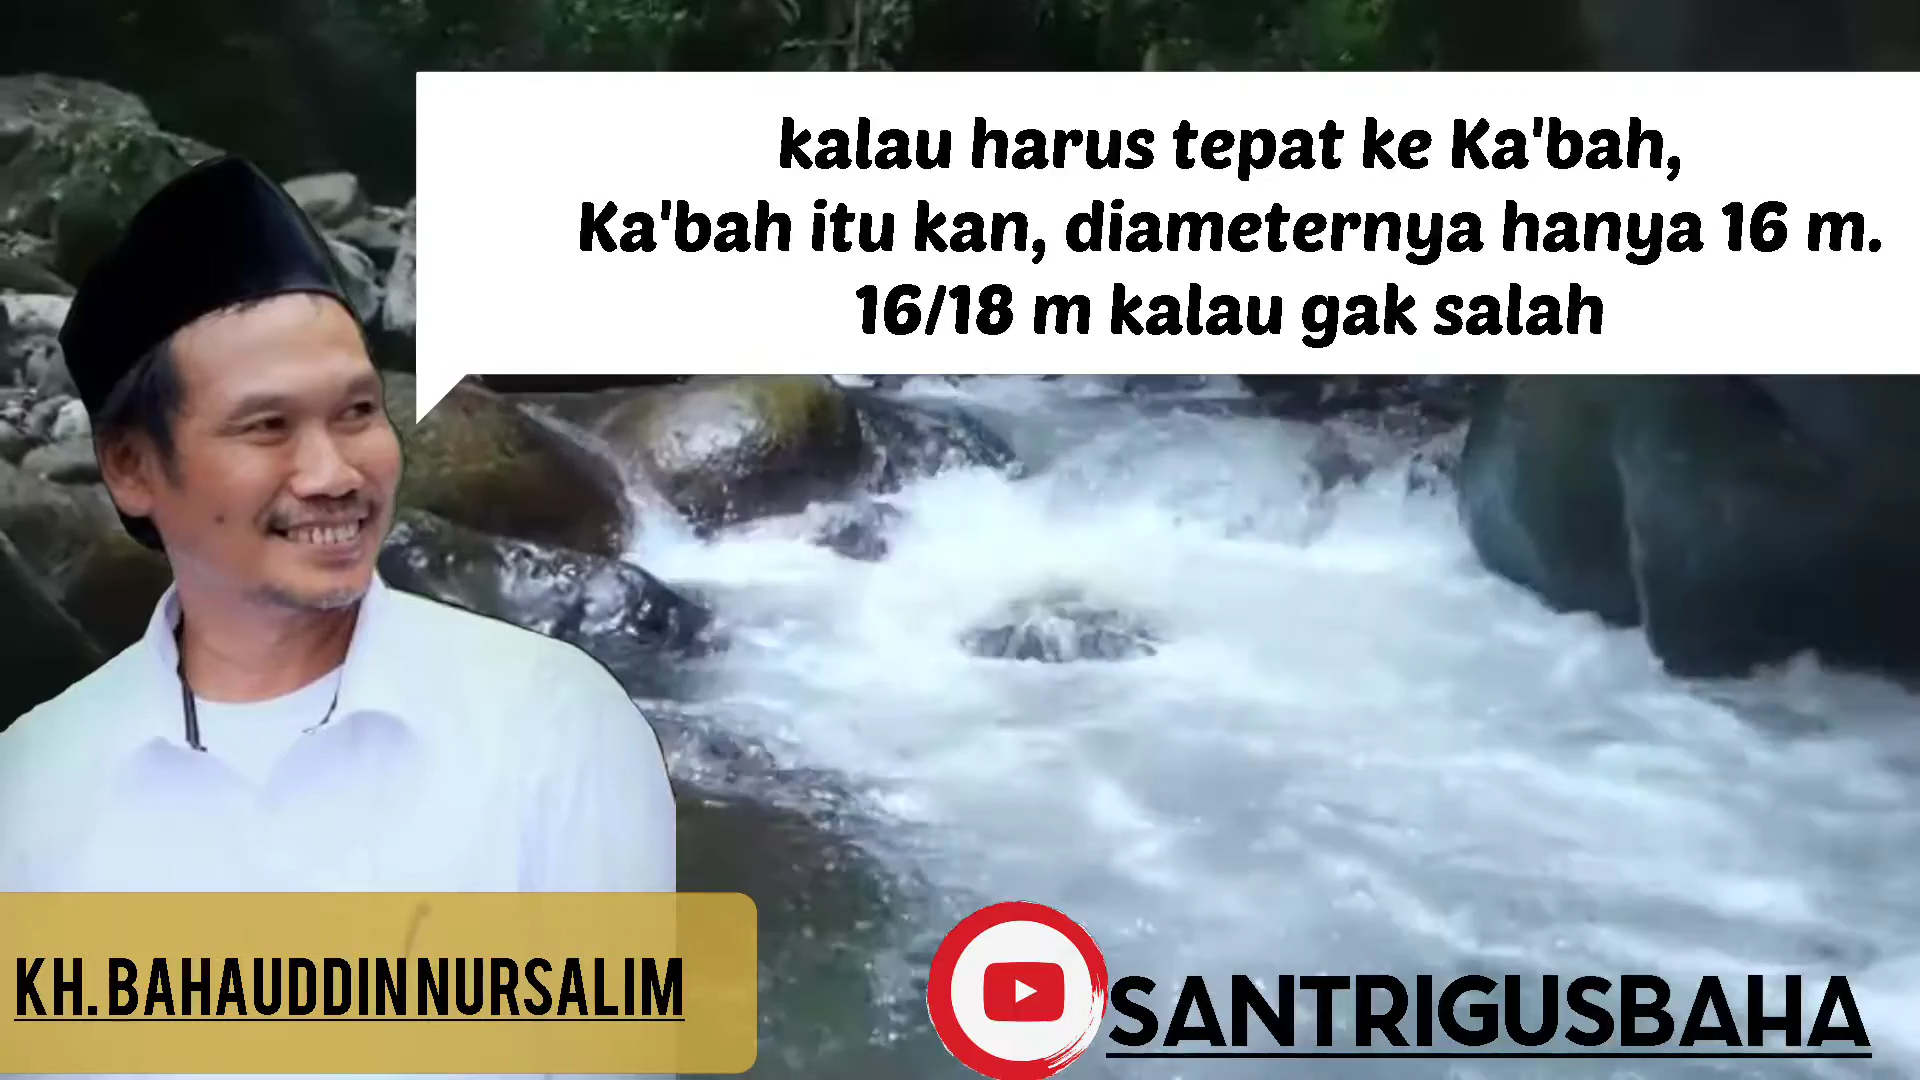 kalau harus tepat ke Ka'bah,
Ka'bah itu kan, diameternya hanya 16 m.
16/18 m kalau gak salah
KH. BAHAUDDIN NURSALIM
SANTRIGUSBAHA